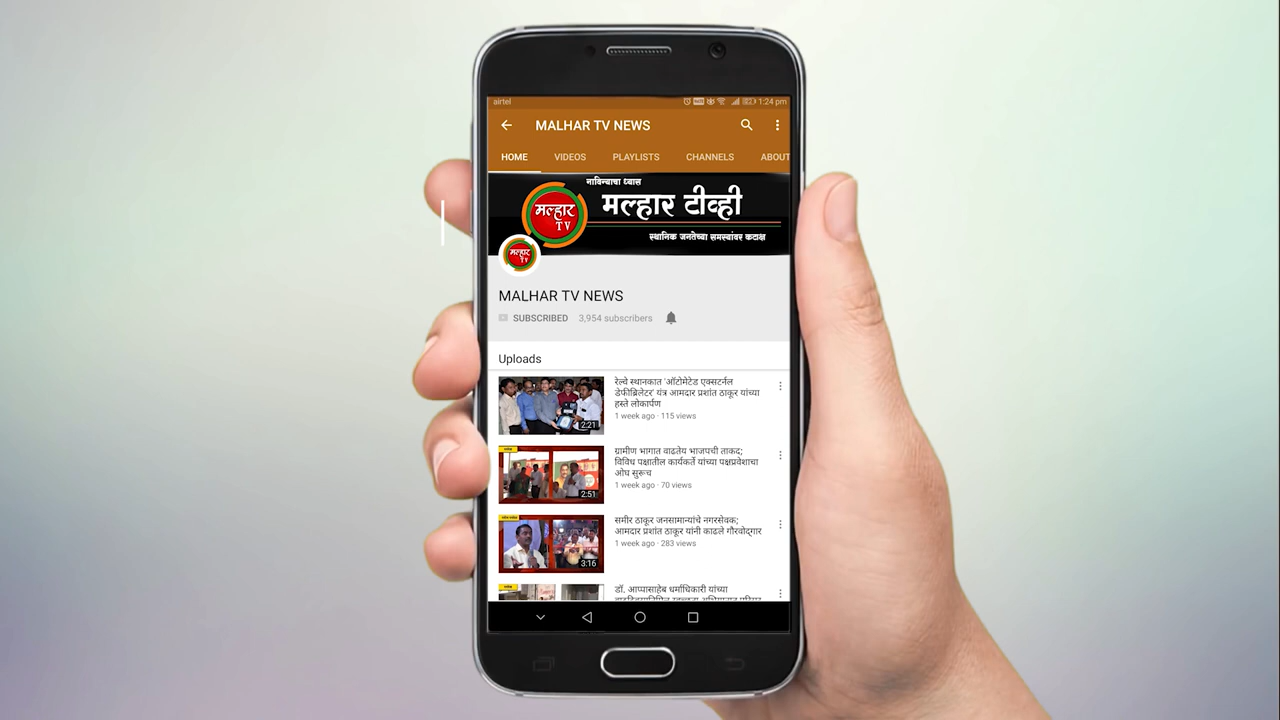 airtel
1:24 pm
MALHAR TV NEWS
HOME VIDEOS PLAYLISTS CHANNELS ABOUT
नाविन्याचा ध्यास
मल्हार टीव्ही
स्थानिक जनतेच्या समस्यांवर कटाक्ष
मल्हार
TV
मल्हार
TV
MALHAR TV NEWS
SUBSCRIBED 3,954 subscribers
Uploads
रेल्वे स्थानकात 'ऑटोमेटेड एक्सटर्नल
डेफीब्रिलेटर' यंत्र आमदार प्रशांत ठाकूर यांच्या
हस्ते लोकार्पण
1 week ago · 115 views
2:21
ग्रामीण भागात वाढतेय भाजपची ताकद;
विविध पक्षातील कार्यकर्ते यांच्या पक्षप्रवेशाचा
ओघ सुरूच
1 week ago · 70 views
2:51
समीर ठाकूर जनसामान्यांचे नगरसेवक;
आमदार प्रशांत ठाकूर यांनी काढले गौरवोद्गार
1 week ago · 283 views
3:16
डॉ. आप्पासाहेब धर्माधिकारी यांच्या